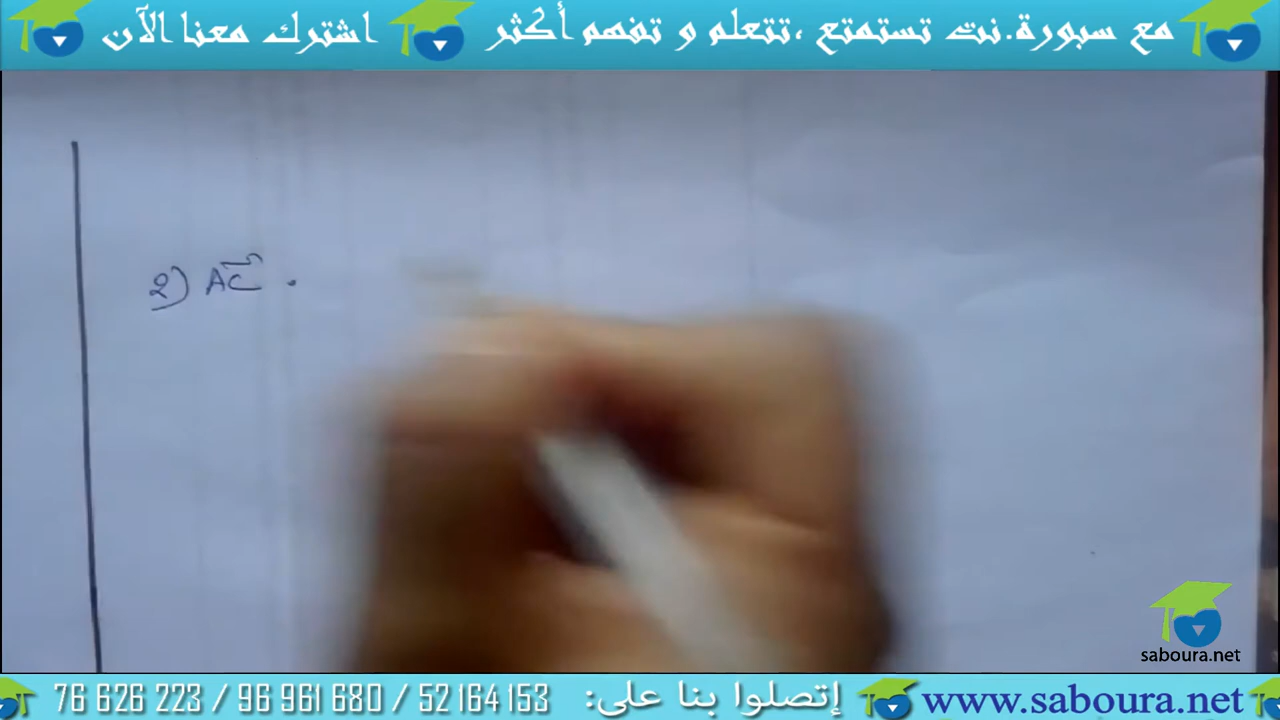 مع سبورة.نت تستمتع ،تتعلم و تفهم أكثر
اشترك معنا الآن
2) AC .
saboura.net
76 626 223 / 96 961 680 / 52 164 153 إتصلوا بنا على: www.saboura.net